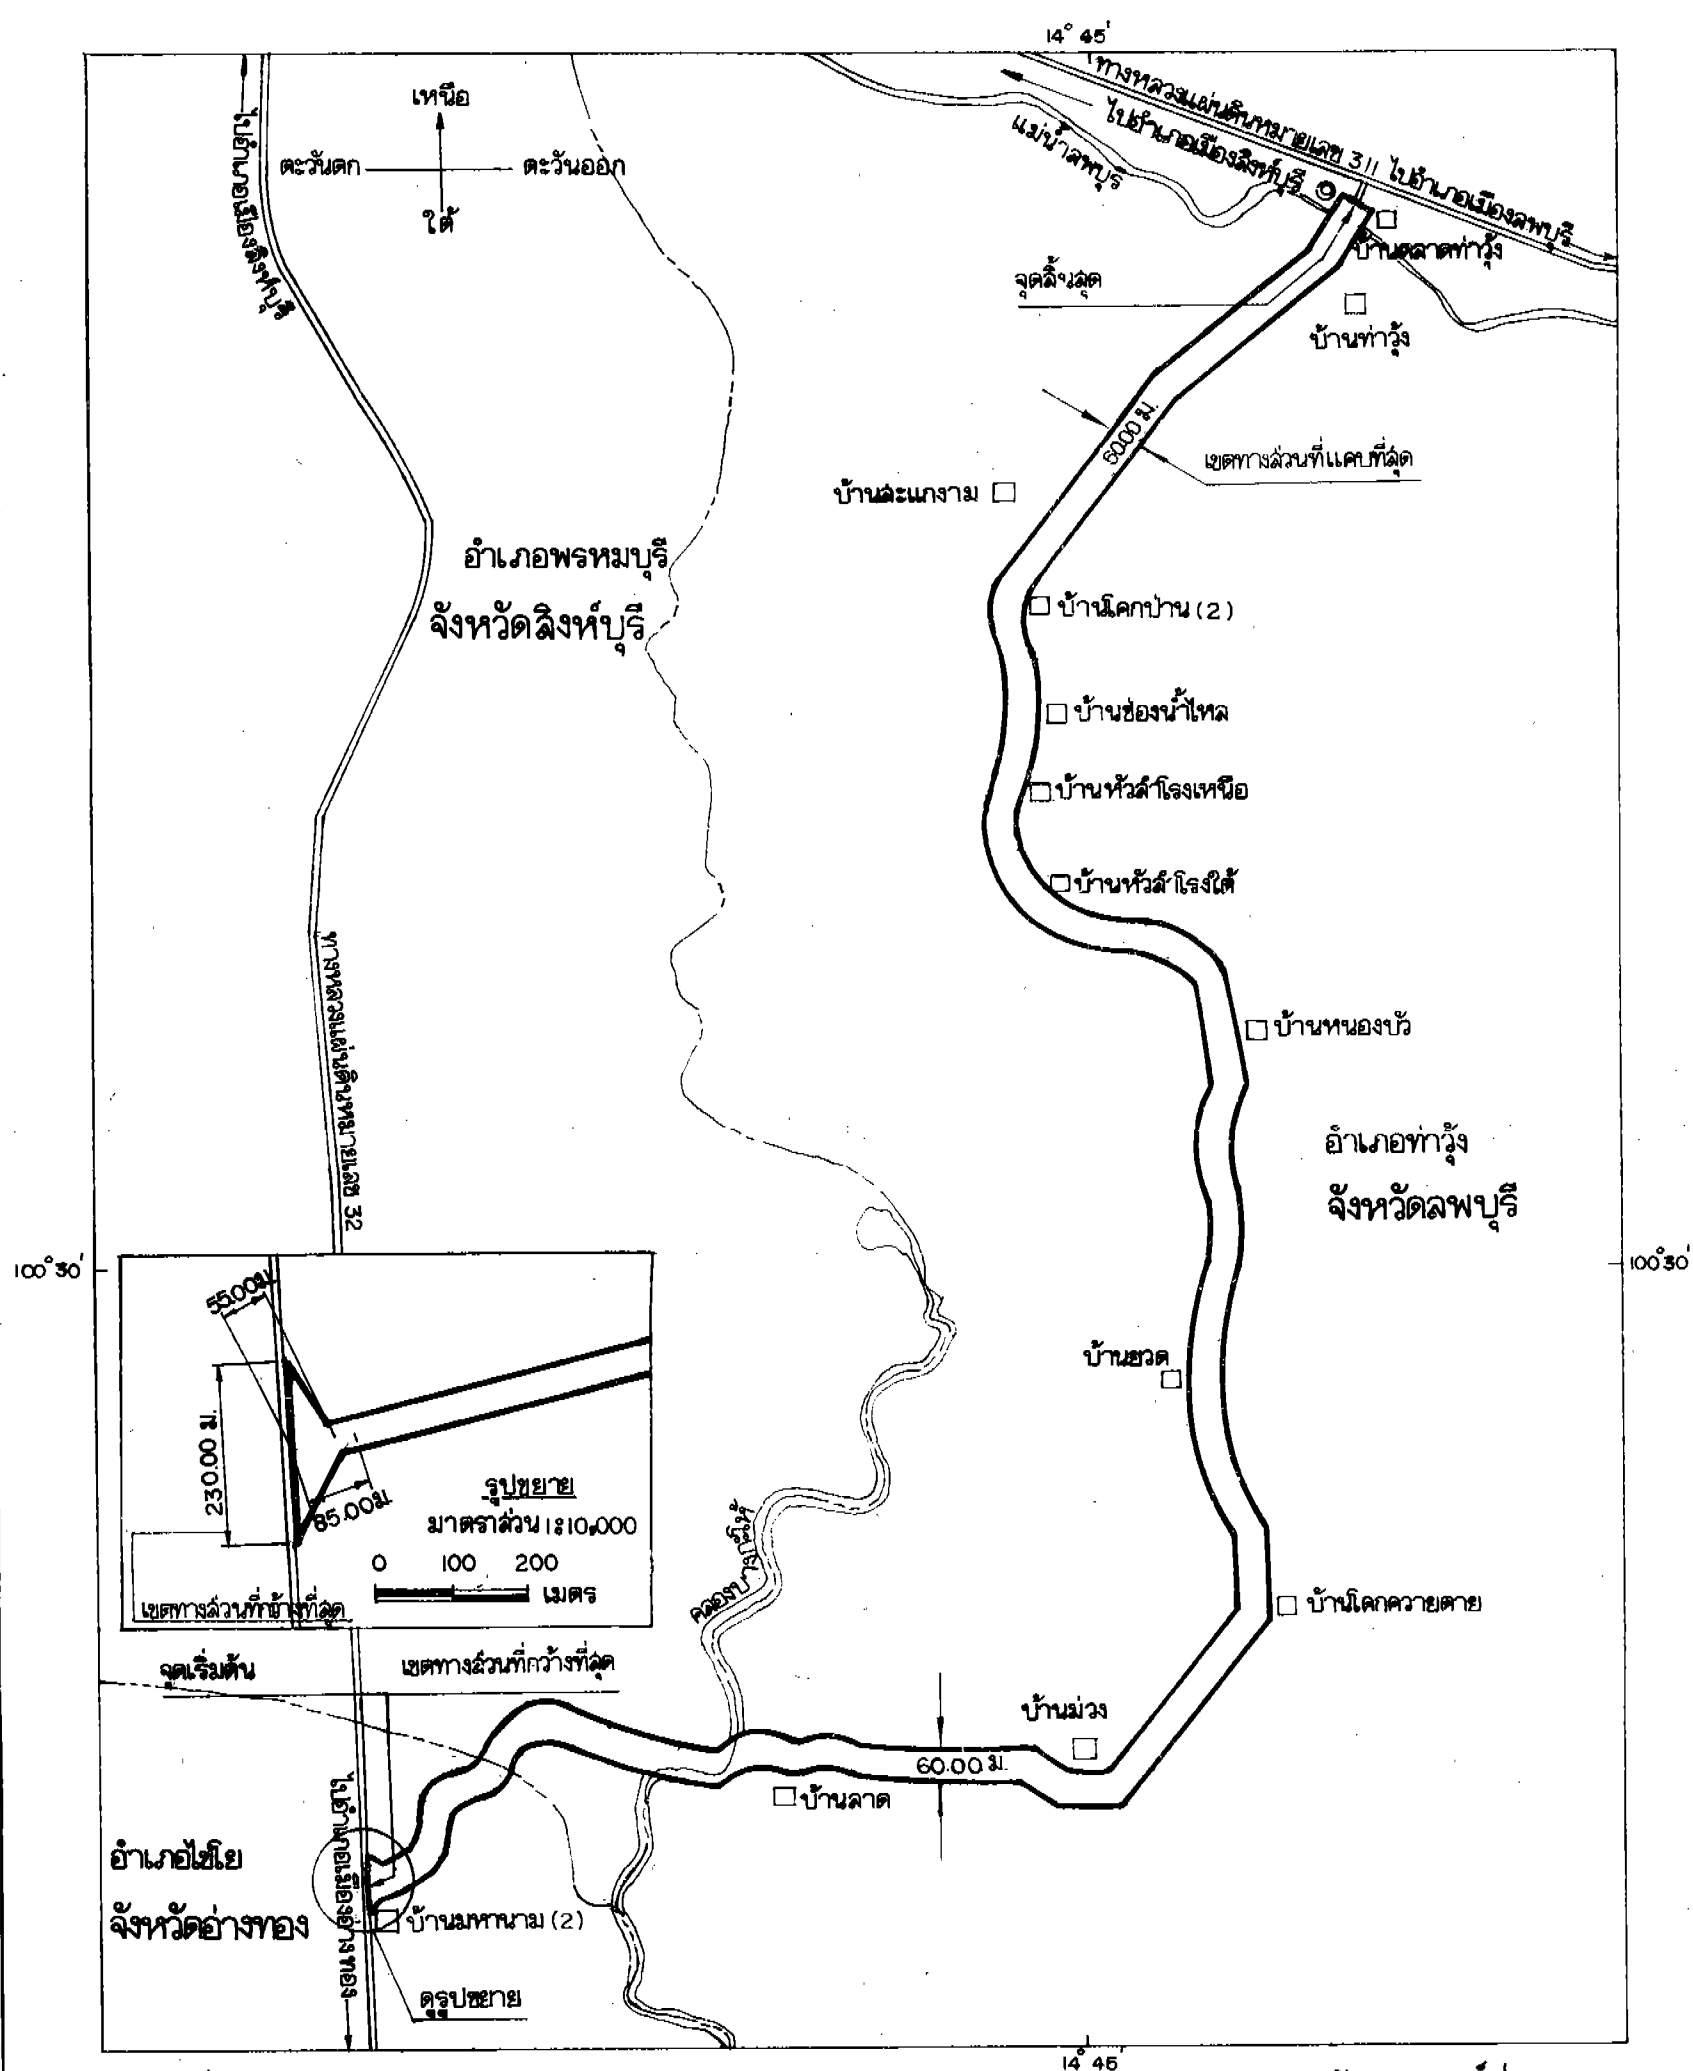 14° 45'
เหนือ
ตะวันตก
ตะวันออก
ใต้
ไปอำเภอเมืองสิงห์บุรี
ทางหลวงแผ่นดินหมายเลข 311
ไปอำเภอเมืองลพบุรี
ไปอำเภอเมืองสิงห์บุรี
แม่น้ำลพบุรี
บ้านตลาดท่าวุ้ง
จุดสิ้นสุด
บ้านท่าวุ้ง
60.00 ม.
เขตทางส่วนที่แคบที่สุด
บ้านสะแกงาม
อำเภอพรหมบุรี
จังหวัดสิงห์บุรี
บ้านโคกป่าน (2)
บ้านช่องน้ำไหล
บ้านหัวสำโรงเหนือ
บ้านหัวสำโรงใต้
ทางหลวงแผ่นดินหมายเลข 32
บ้านหนองบัว
อำเภอท่าวุ้ง
จังหวัดลพบุรี
100° 30'
100° 30'
55.00 ม.
230.00 ม.
85.00 ม.
รูปขยาย
มาตราส่วน 1:10,000
0 100 200
เมตร
เขตทางส่วนที่กว้างที่สุด
คลองบาง
บ้านโคกควายตาย
จุดเริ่มต้น
เขตทางส่วนที่กว้างที่สุด
บ้านม่วง
60.00 ม.
บ้านลาด
อำเภอไชโย
จังหวัดอ่างทอง
ไปอำเภอเมืองอ่างทอง
บ้านมหานาม (2)
ดูรูปขยาย
14° 45'